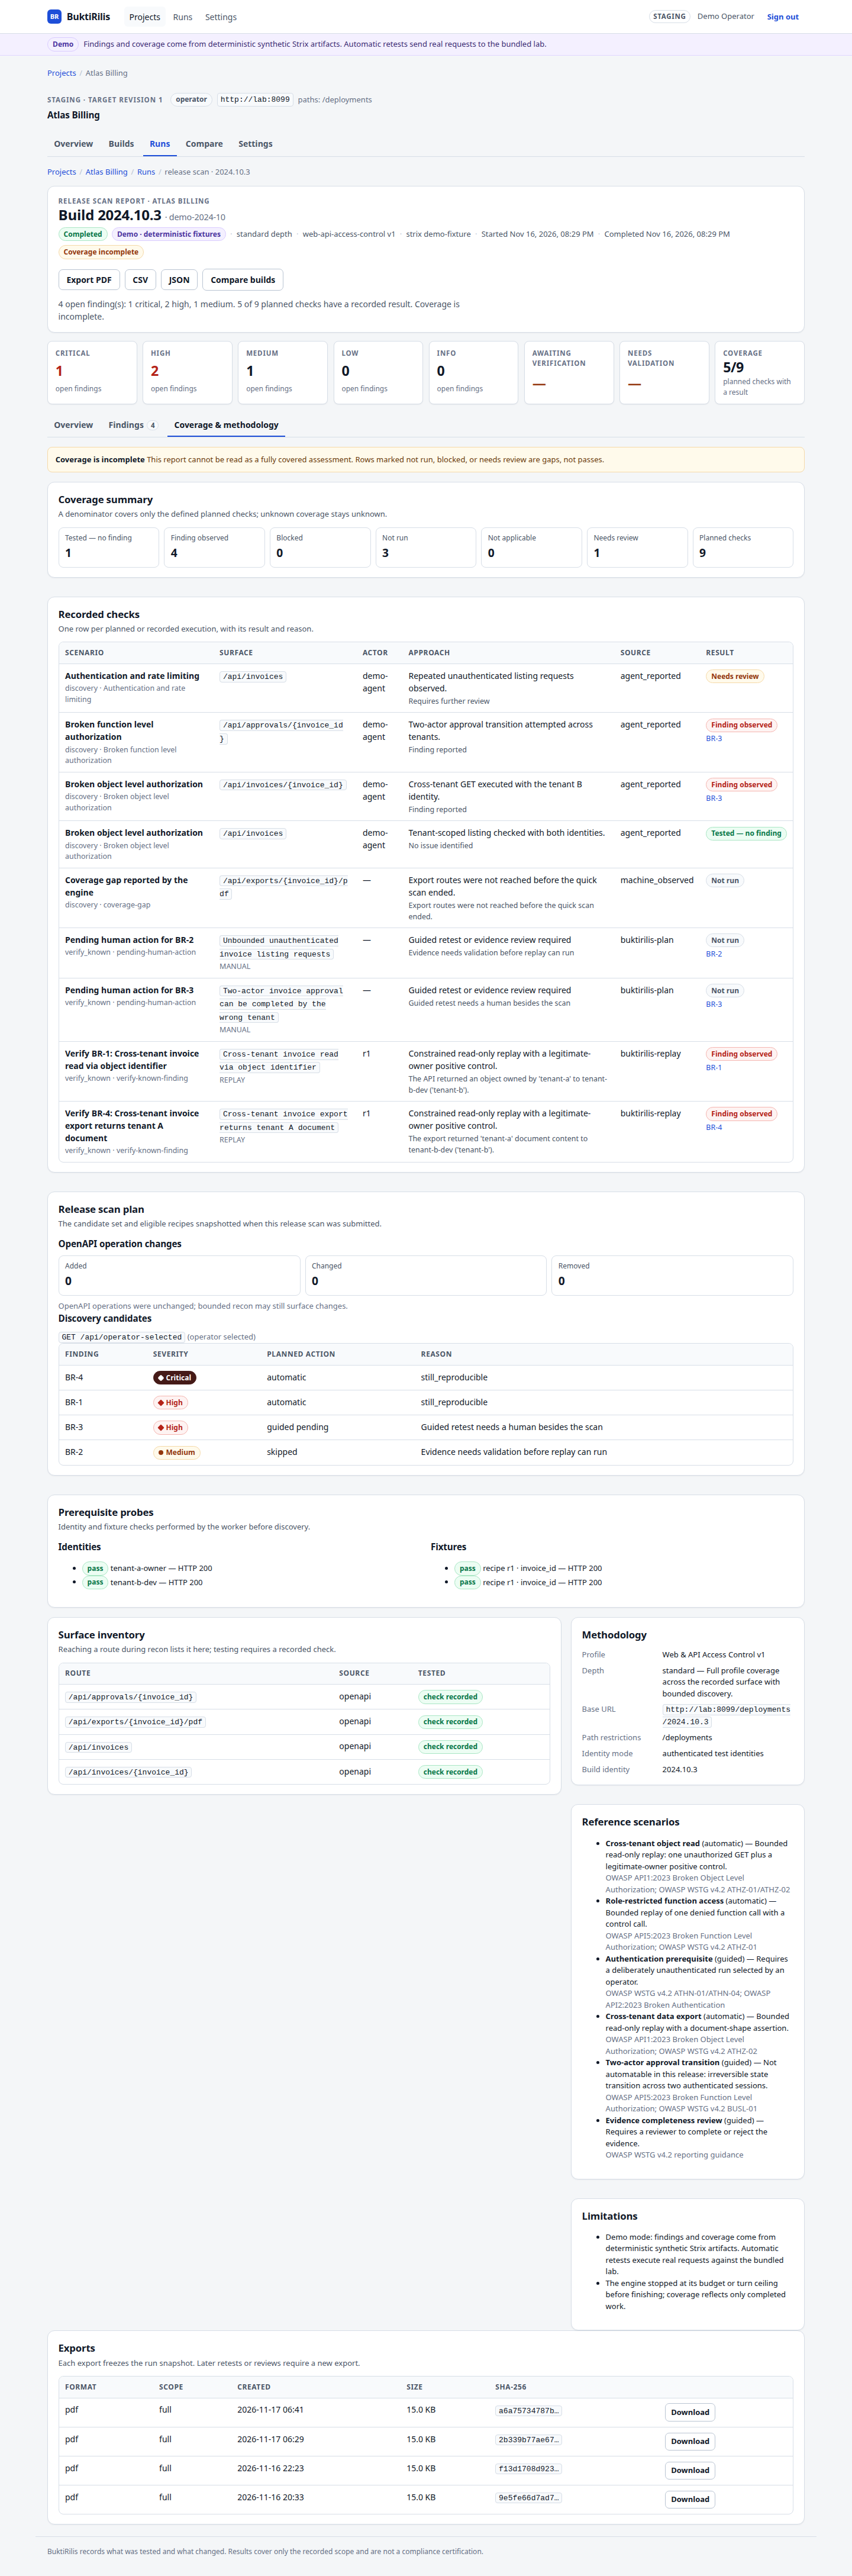 BR BuktiRilis Projects Runs Settings STAGING Demo Operator Sign out
Demo Findings and coverage come from deterministic synthetic Strix artifacts. Automatic retests send real requests to the bundled lab.
Projects / Atlas Billing
STAGING · TARGET REVISION 1 operator http://lab:8099 paths: /deployments
Atlas Billing
Overview Builds Runs Compare Settings
Projects / Atlas Billing / Runs / release scan · 2024.10.3
RELEASE SCAN REPORT · ATLAS BILLING
Build 2024.10.3 · demo-2024-10
Completed Demo · deterministic fixtures · standard depth · web-api-access-control v1 · strix demo-fixture · Started Nov 16, 2026, 08:29 PM · Completed Nov 16, 2026, 08:29 PM
Coverage incomplete
Export PDF CSV JSON Compare builds
4 open finding(s): 1 critical, 2 high, 1 medium. 5 of 9 planned checks have a recorded result. Coverage is
incomplete.
CRITICAL
1
open findings
HIGH
2
open findings
MEDIUM
1
open findings
LOW
0
open findings
INFO
0
open findings
AWAITING
VERIFICATION
—
NEEDS
VALIDATION
—
COVERAGE
5/9
planned checks with
a result
Overview Findings 4 Coverage & methodology
Coverage is incomplete This report cannot be read as a fully covered assessment. Rows marked not run, blocked, or needs review are gaps, not passes.
Coverage summary
A denominator covers only the defined planned checks; unknown coverage stays unknown.
Tested — no finding
1
Finding observed
4
Blocked
0
Not run
3
Not applicable
0
Needs review
1
Planned checks
9
Recorded checks
One row per planned or recorded execution, with its result and reason.
SCENARIO SURFACE ACTOR APPROACH SOURCE RESULT
Authentication and rate limiting
discovery · Authentication and rate
limiting
/api/invoices
demo-
agent
Repeated unauthenticated listing requests
observed.
Requires further review
agent_reported
Needs review
Broken function level
authorization
discovery · Broken function level
authorization
/api/approvals/{invoice_id
}
demo-
agent
Two-actor approval transition attempted across
tenants.
Finding reported
agent_reported
Finding observed
BR-3
Broken object level authorization
discovery · Broken object level
authorization
/api/invoices/{invoice_id}
demo-
agent
Cross-tenant GET executed with the tenant B
identity.
Finding reported
agent_reported
Finding observed
BR-3
Broken object level authorization
discovery · Broken object level
authorization
/api/invoices
demo-
agent
Tenant-scoped listing checked with both identities.
No issue identified
agent_reported
Tested — no finding
Coverage gap reported by the
engine
discovery · coverage-gap
/api/exports/{invoice_id}/p
df
—
Export routes were not reached before the quick
scan ended.
Export routes were not reached before the quick scan
ended.
machine_observed
Not run
Pending human action for BR-2
verify_known · pending-human-action
Unbounded unauthenticated
invoice listing requests
MANUAL
—
Guided retest or evidence review required
Evidence needs validation before replay can run
buktirilis-plan
Not run
BR-2
Pending human action for BR-3
verify_known · pending-human-action
Two-actor invoice approval
can be completed by the
wrong tenant
MANUAL
—
Guided retest or evidence review required
Guided retest needs a human besides the scan
buktirilis-plan
Not run
BR-3
Verify BR-1: Cross-tenant invoice
read via object identifier
verify_known · verify-known-finding
Cross-tenant invoice read
via object identifier
REPLAY
r1
Constrained read-only replay with a legitimate-
owner positive control.
The API returned an object owned by 'tenant-a' to tenant-
b-dev ('tenant-b').
buktirilis-replay
Finding observed
BR-1
Verify BR-4: Cross-tenant invoice
export returns tenant A
document
verify_known · verify-known-finding
Cross-tenant invoice export
returns tenant A document
REPLAY
r1
Constrained read-only replay with a legitimate-
owner positive control.
The export returned 'tenant-a' document content to
tenant-b-dev ('tenant-b').
buktirilis-replay
Finding observed
BR-4
Release scan plan
The candidate set and eligible recipes snapshotted when this release scan was submitted.
OpenAPI operation changes
Added
0
Changed
0
Removed
0
OpenAPI operations were unchanged; bounded recon may still surface changes.
Discovery candidates
GET /api/operator-selected (operator selected)
FINDING SEVERITY PLANNED ACTION REASON
BR-4 ◆ Critical automatic still_reproducible
BR-1 ◆ High automatic still_reproducible
BR-3 ◆ High guided pending Guided retest needs a human besides the scan
BR-2 ● Medium skipped Evidence needs validation before replay can run
Prerequisite probes
Identity and fixture checks performed by the worker before discovery.
Identities
• pass tenant-a-owner — HTTP 200
• pass tenant-b-dev — HTTP 200
Fixtures
• pass recipe r1 · invoice_id — HTTP 200
• pass recipe r1 · invoice_id — HTTP 200
Surface inventory
Reaching a route during recon lists it here; testing requires a recorded check.
ROUTE SOURCE TESTED
/api/approvals/{invoice_id} openapi check recorded
/api/exports/{invoice_id}/pdf openapi check recorded
/api/invoices openapi check recorded
/api/invoices/{invoice_id} openapi check recorded
Methodology
Profile Web & API Access Control v1
Depth standard — Full profile coverage
across the recorded surface with
bounded discovery.
Base URL http://lab:8099/deployments
/2024.10.3
Path restrictions /deployments
Identity mode authenticated test identities
Build identity 2024.10.3
Reference scenarios
• Cross-tenant object read (automatic) — Bounded
read-only replay: one unauthorized GET plus a
legitimate-owner positive control.
OWASP API1:2023 Broken Object Level
Authorization; OWASP WSTG v4.2 ATHZ-01/ATHZ-02
• Role-restricted function access (automatic) —
Bounded replay of one denied function call with a
control call.
OWASP API5:2023 Broken Function Level
Authorization; OWASP WSTG v4.2 ATHZ-01
• Authentication prerequisite (guided) — Requires
a deliberately unauthenticated run selected by an
operator.
OWASP WSTG v4.2 ATHN-01/ATHN-04; OWASP
API2:2023 Broken Authentication
• Cross-tenant data export (automatic) — Bounded
read-only replay with a document-shape assertion.
OWASP API1:2023 Broken Object Level
Authorization; OWASP WSTG v4.2 ATHZ-02
• Two-actor approval transition (guided) — Not
automatable in this release: irreversible state
transition across two authenticated sessions.
OWASP API5:2023 Broken Function Level
Authorization; OWASP WSTG v4.2 BUSL-01
• Evidence completeness review (guided) —
Requires a reviewer to complete or reject the
evidence.
OWASP WSTG v4.2 reporting guidance
Limitations
• Demo mode: findings and coverage come from
deterministic synthetic Strix artifacts. Automatic
retests execute real requests against the bundled
lab.
• The engine stopped at its budget or turn ceiling
before finishing; coverage reflects only completed
work.
Exports
Each export freezes the run snapshot. Later retests or reviews require a new export.
FORMAT SCOPE CREATED SIZE SHA-256
pdf full 2026-11-17 06:41 15.0 KB a6a75734787b… Download
pdf full 2026-11-17 06:29 15.0 KB 2b339b77ae67… Download
pdf full 2026-11-16 22:23 15.0 KB f13d1708d923… Download
pdf full 2026-11-16 20:33 15.0 KB 9e5fe66d7ad7… Download
BuktiRilis records what was tested and what changed. Results cover only the recorded scope and are not a compliance certification.